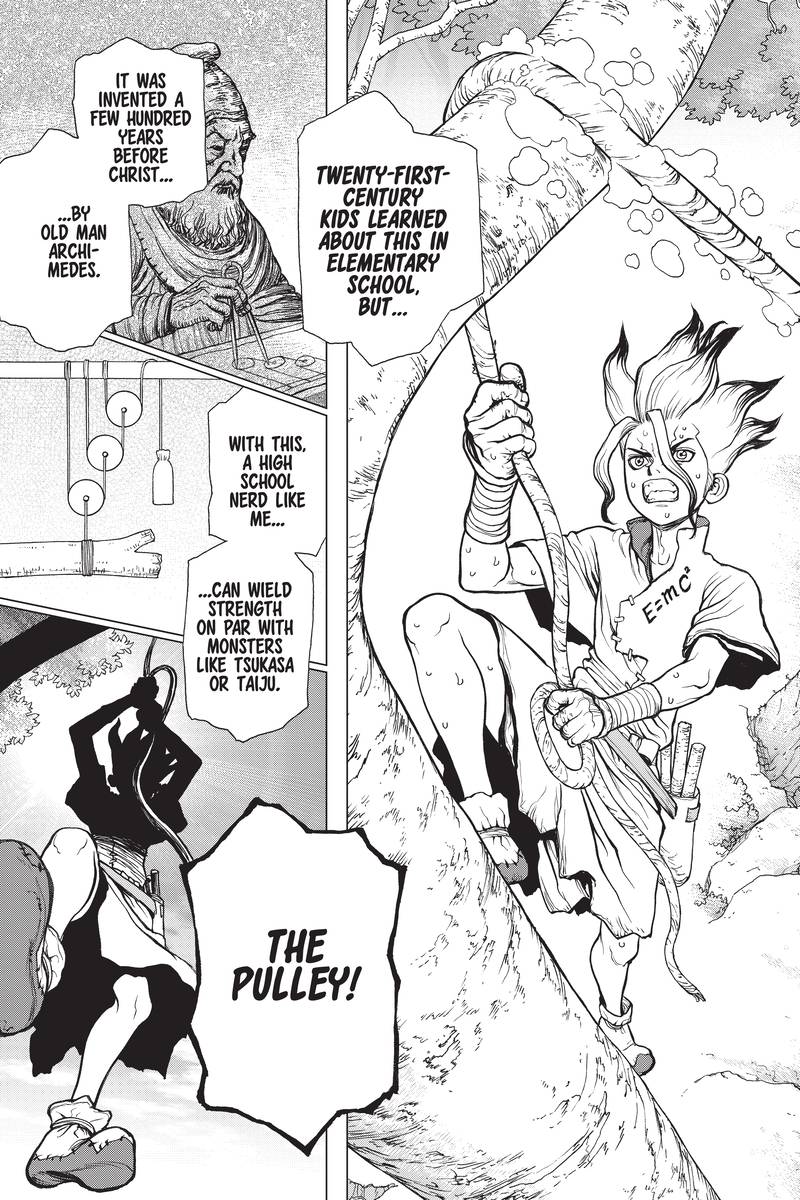 TWENTY-FIRST-
CENTURY
KIDS LEARNED
ABOUT THIS IN
ELEMENTARY
SCHOOL,
BUT...
IT WAS
INVENTED A
FEW HUNDRED
YEARS
BEFORE
CHRIST...
...BY
OLD MAN
ARCHI-
MEDES.
WITH THIS,
A HIGH
SCHOOL
NERD LIKE
ME...
...CAN WIELD
STRENGTH
ON PAR WITH
MONSTERS
LIKE TSUKASA
OR TAIJU.
THE
PULLEY!
E=mc²